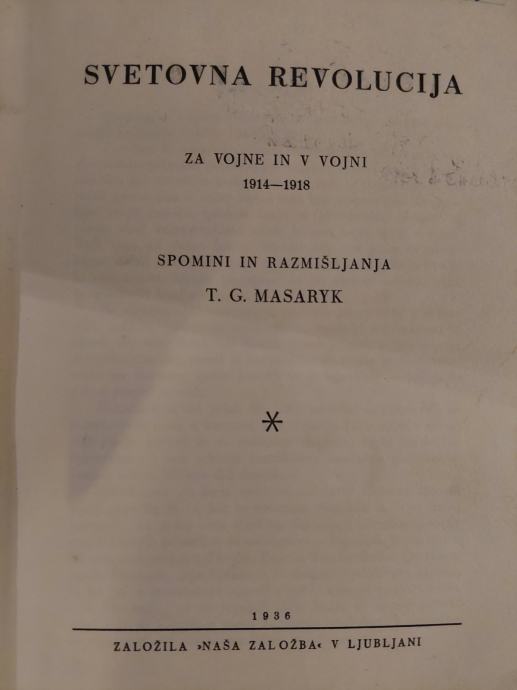 SVETOVNA REVOLUCIJA
ZA VOJNE IN V VOJNI
1914—1918
SPOMINI IN RAZMIŠLJANJA
T. G. MASARYK
*
1936
ZALOŽILA »NAŠA ZALOŽBA« V LJUBLJANI